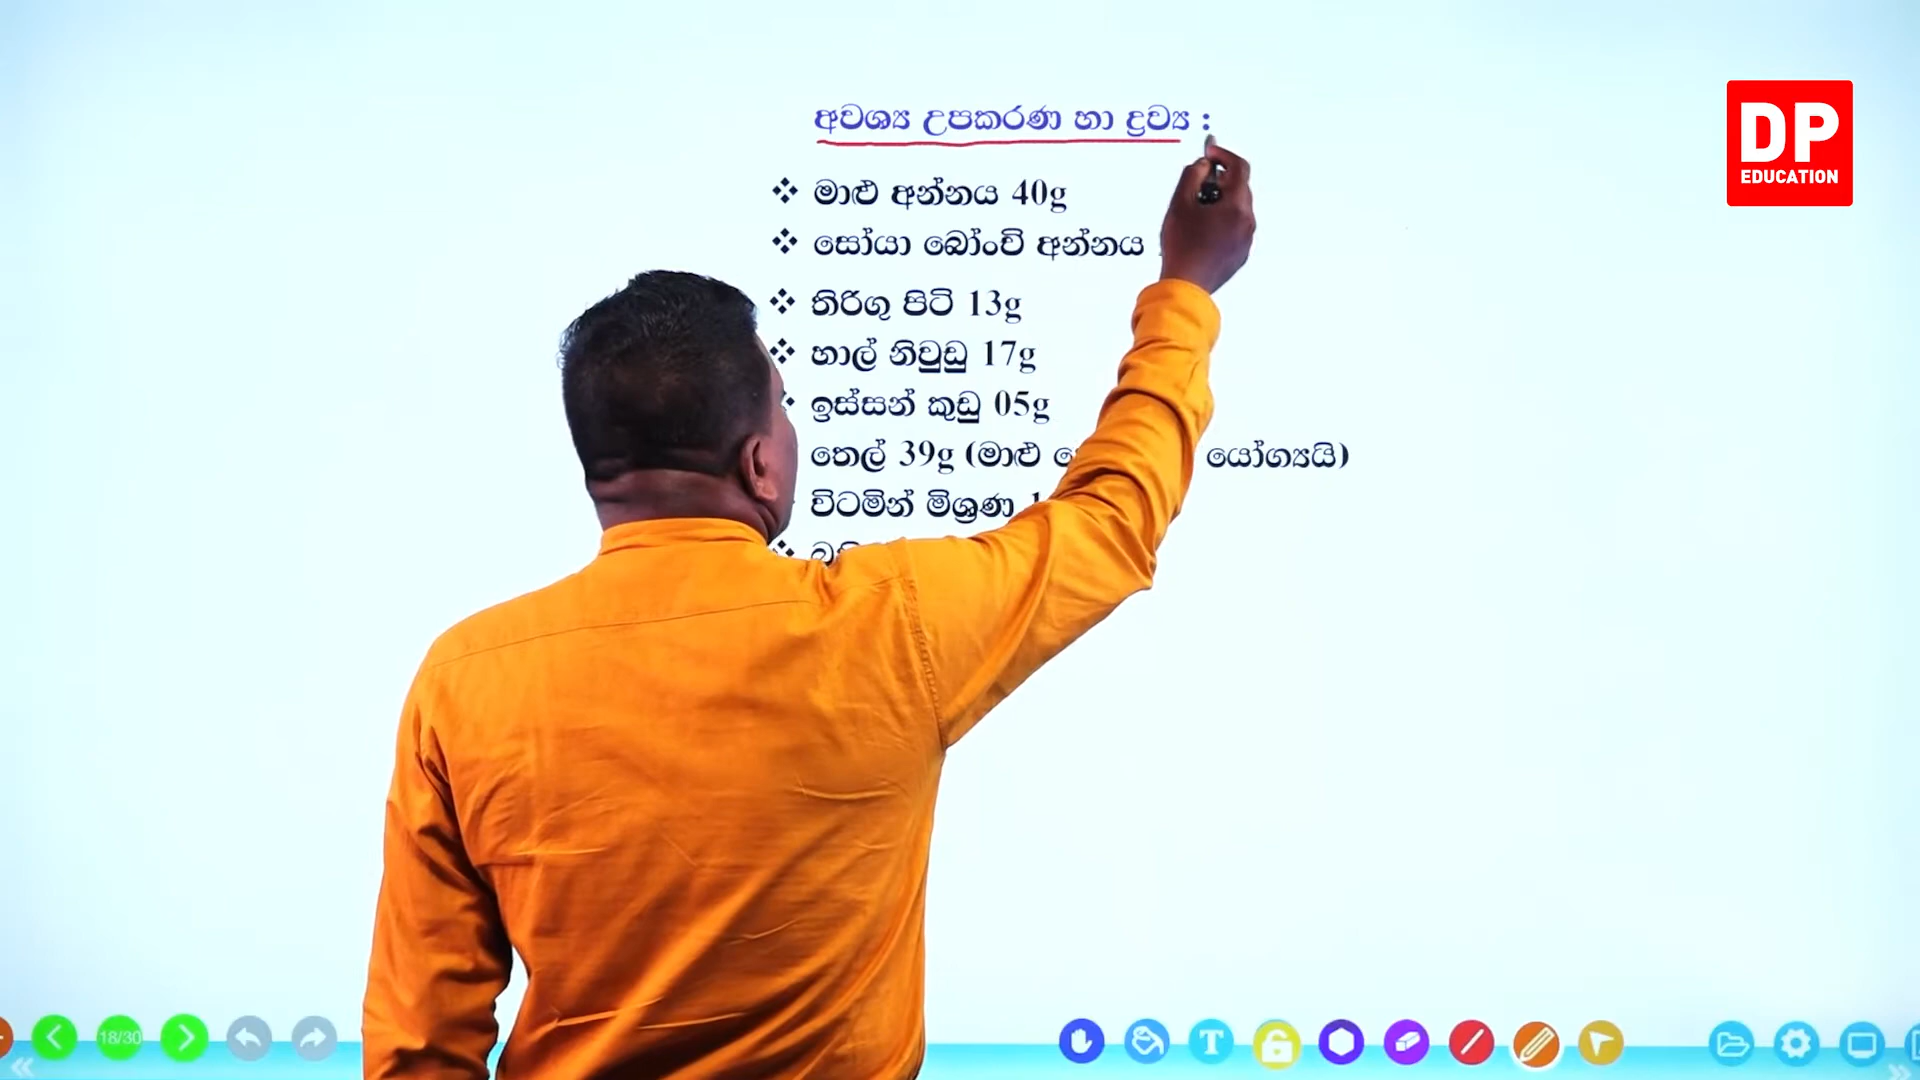 අවශ්‍ය උපකරණ හා ද්‍රව්‍ය :
DP
EDUCATION
❖ මාළු අන්නය 40g
❖ සෝයා බෝංචි අන්නය
❖ තිරිගු පිටි 13g
❖ හාල් නිවුඩු 17g
❖ ඉස්සන් කුඩු 05g
තෙල් 39g (මාළු යෝග්‍යයි)
විටමින් මිශ්‍රණ
18/30
T